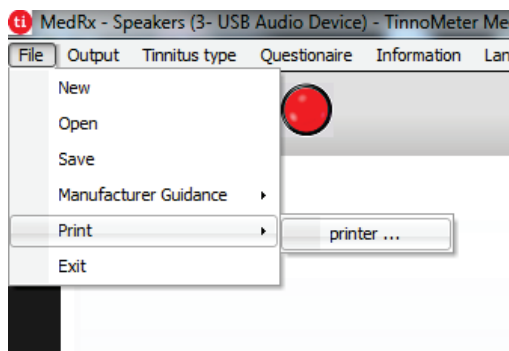 ti MedRx - Speakers (3- USB Audio Device) - TinnoMeter Me
File Output Tinnitus type Questionaire Information Lan
New
Open
Save
Manufacturer Guidance
Print
printer ...
Exit